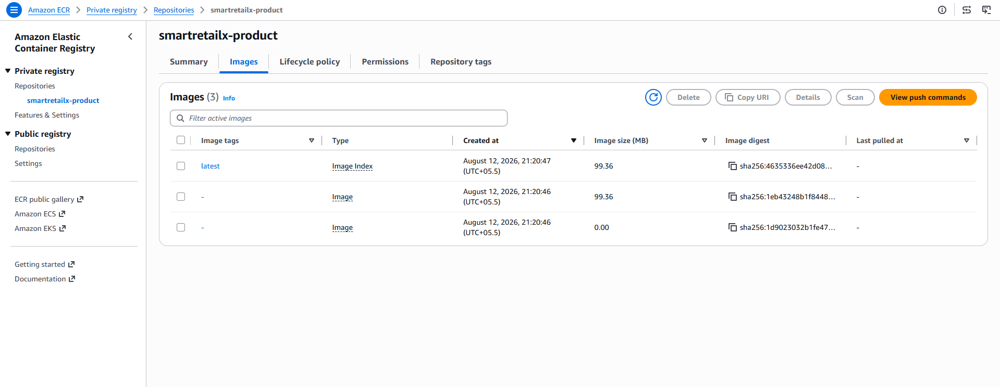 Amazon ECR > Private registry > Repositories > smartretailx-product
Amazon Elastic
Container Registry
Private registry
Repositories
smartretailx-product
Features & Settings
Public registry
Repositories
Settings
ECR public gallery
Amazon ECS
Amazon EKS
Getting started
Documentation
smartretailx-product
Summary Images Lifecycle policy Permissions Repository tags
Images (3) Info
Delete Copy URI Details Scan View push commands
Filter active images
Image tags Type Created at Image size (MB) Image digest Last pulled at
latest Image Index August 12, 2026, 21:20:47 (UTC+05.5) 99.36 sha256:4635336ee42d08... -
- Image August 12, 2026, 21:20:46 (UTC+05.5) 99.36 sha256:1eb43248b1f8448... -
- Image August 12, 2026, 21:20:46 (UTC+05.5) 0.00 sha256:1d9023032b1fe47... -